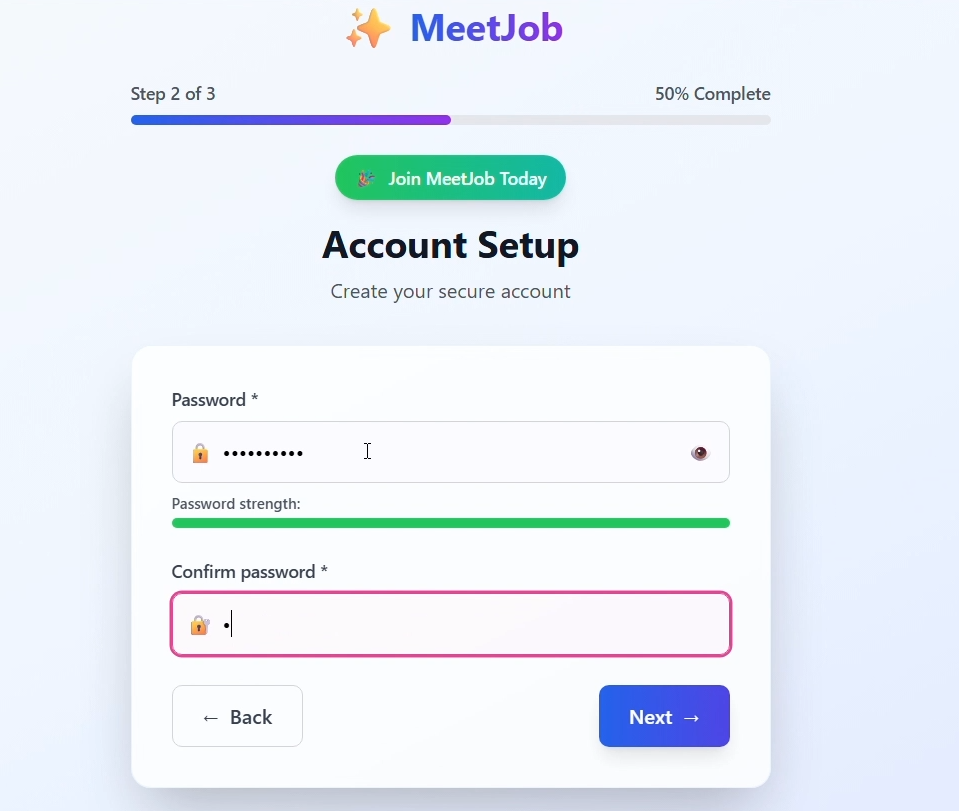 MeetJob
Step 2 of 3
50% Complete
Join MeetJob Today
Account Setup
Create your secure account
Password *
••••••••••
Password strength:
Confirm password *
•
← Back
Next →